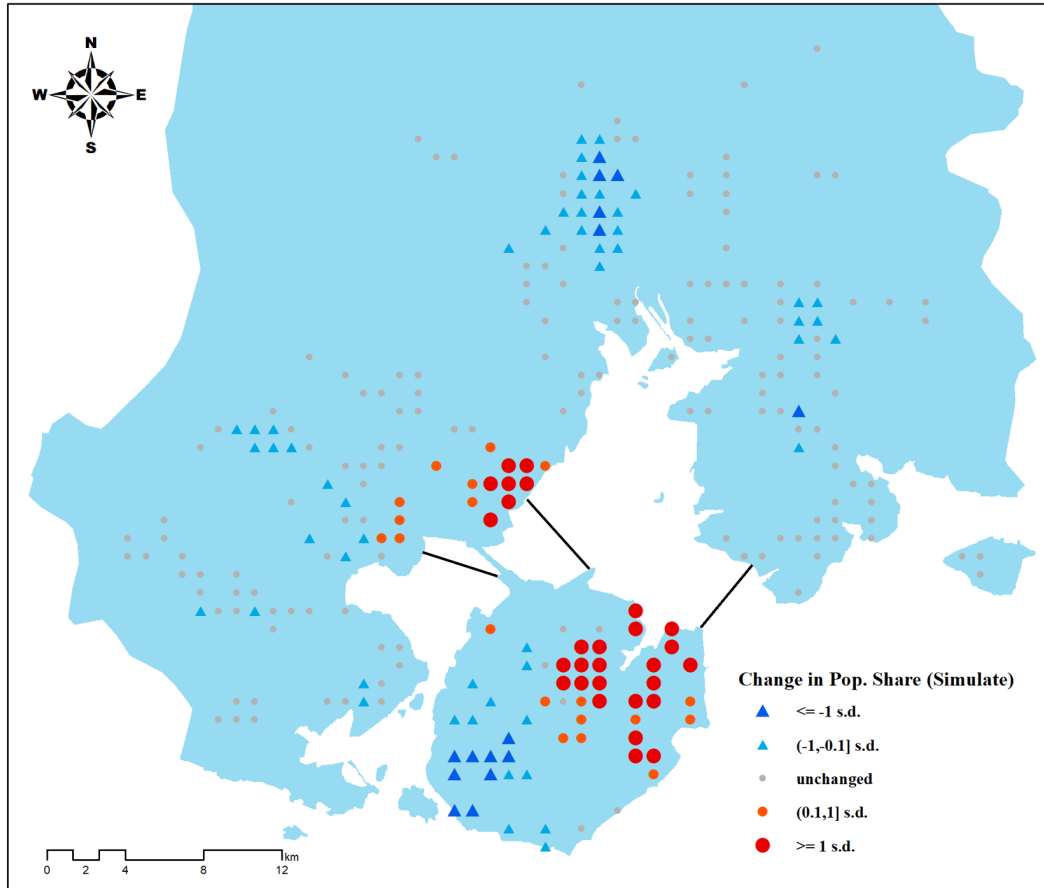 N
W E
S
Change in Pop. Share (Simulate)
<= -1 s.d.
(-1,-0.1] s.d.
unchanged
(0.1,1] s.d.
>= 1 s.d.
km
0 2 4 8 12